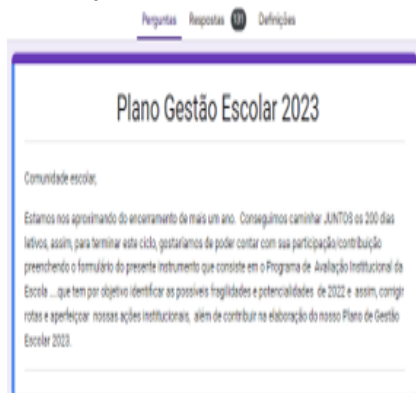 Perguntas Respostas 131 Definições
Plano Gestão Escolar 2023
Comunidade escolar,
Estamos nos aproximando do encerramento de mais um ano. Conseguimos caminhar JUNTOS os 200 dias
letivos, assim, para terminar este ciclo, gostaríamos de poder contar com sua participação/contribuição
preenchendo o formulário do presente instrumento que consiste em o Programa de Avaliação Institucional da
Escola ....que tem por objetivo identificar as possíveis fragilidades e potencialidades de 2022 e assim, corrigir
rotas e aperfeiçoar nossas ações institucionais, além de contribuir na elaboração do nosso Plano de Gestão
Escolar 2023.